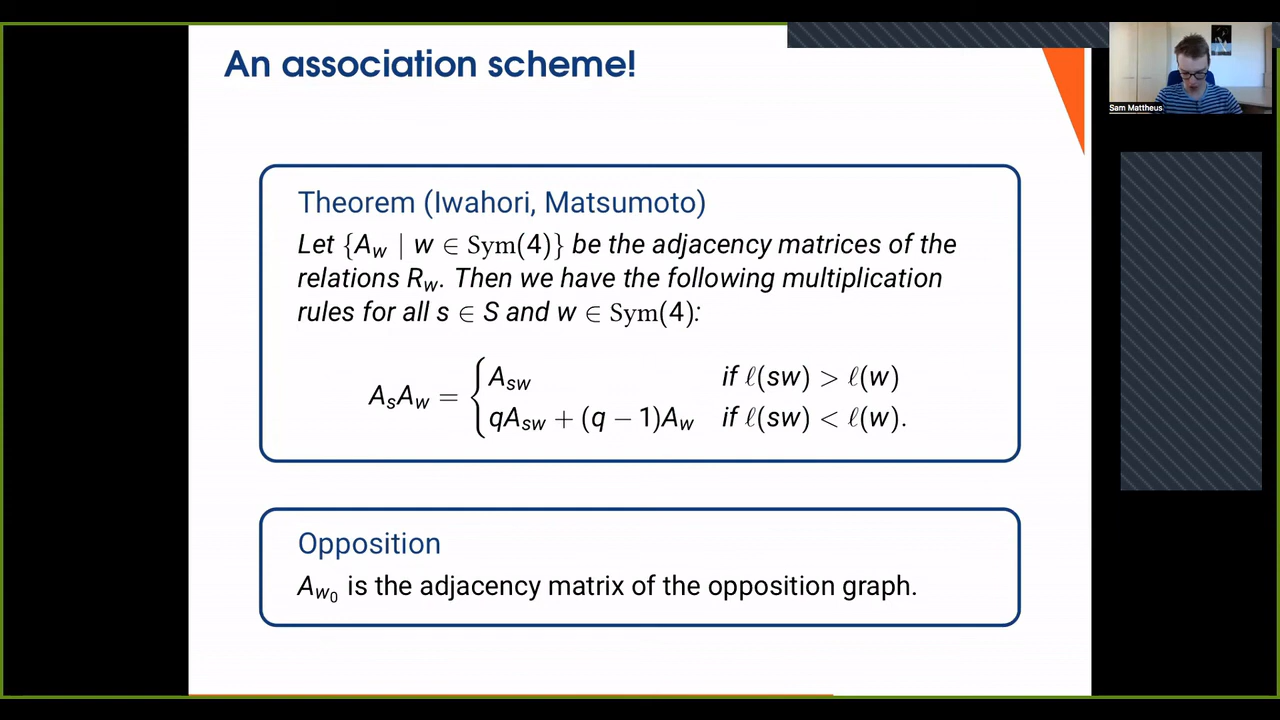 An association scheme!
Sam Mattheus
Theorem (Iwahori, Matsumoto)
Let {A_w | w ∈ Sym(4)} be the adjacency matrices of the
relations R_w. Then we have the following multiplication
rules for all s ∈ S and w ∈ Sym(4):
A_sA_w = { A_sw if ℓ(sw) > ℓ(w)
qA_sw + (q − 1)A_w if ℓ(sw) < ℓ(w).
Opposition
A_w₀ is the adjacency matrix of the opposition graph.